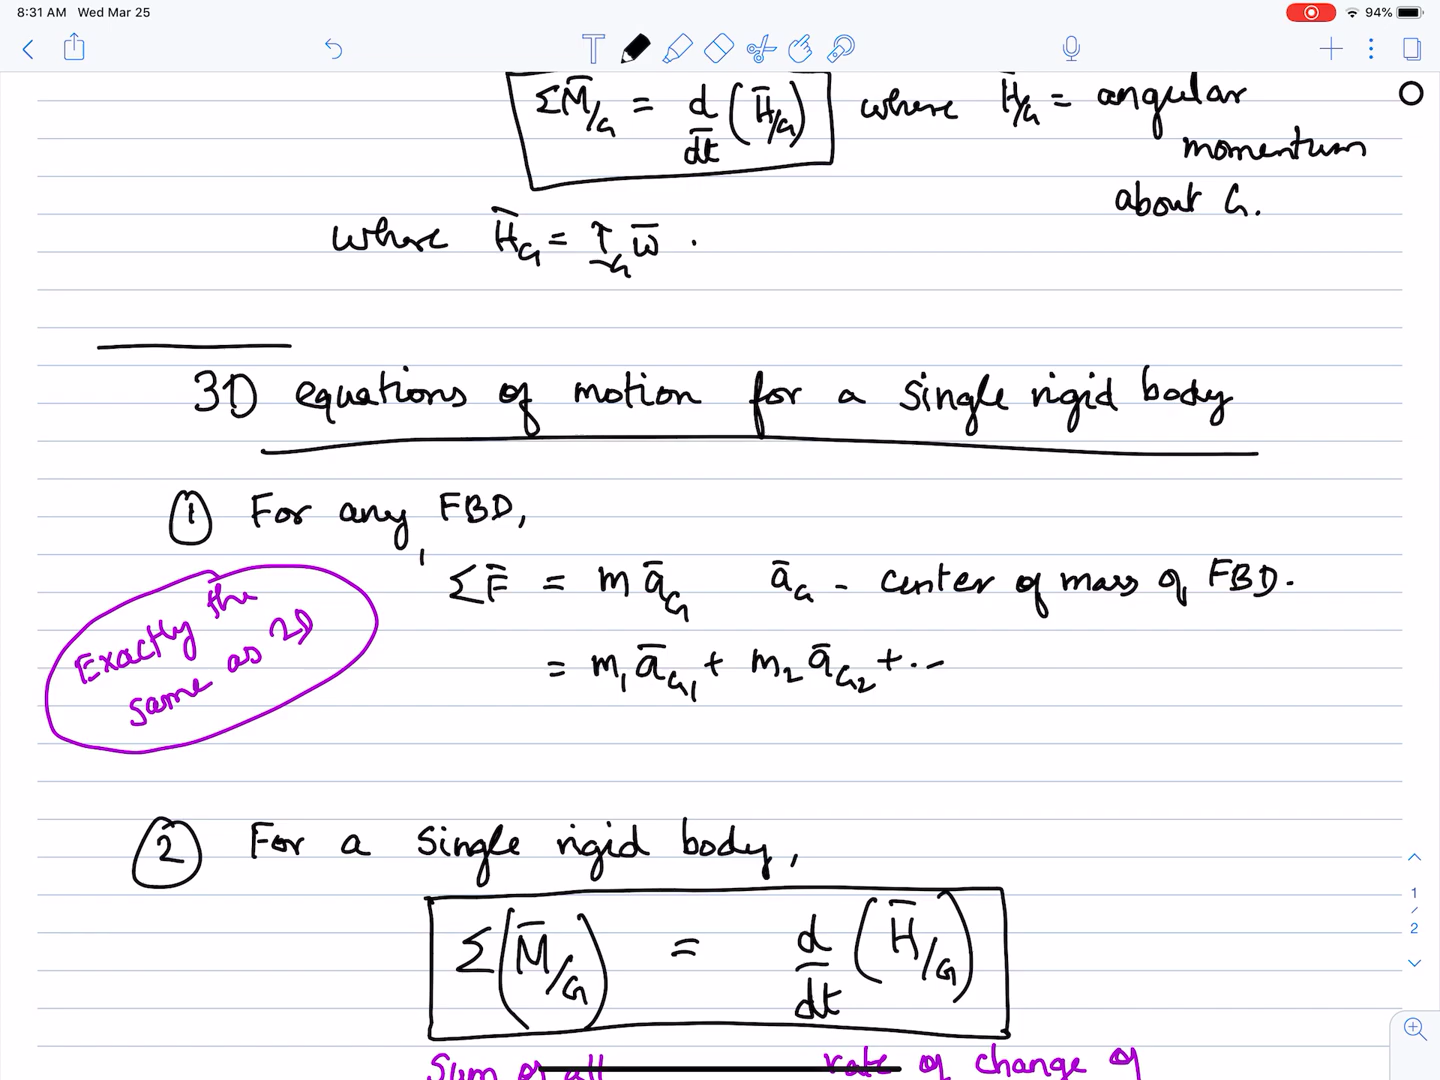 8:31 AM Wed Mar 25 94%
ΣM̄/G = d/dt (H̄/G) where H̄/G = angular
momentum
about G.
where H̄G = I̲G ω̄ .
3D equations of motion for a single rigid body
① For any FBD,
ΣF̄ = m āG āG - center of mass of FBD.
= m₁ āG₁ + m₂ āG₂ + ...
Exactly the
same as 2D
② For a single rigid body,
Σ(M̄/G) = d/dt (H̄/G)
Sum of all rate of change of
1
/
2